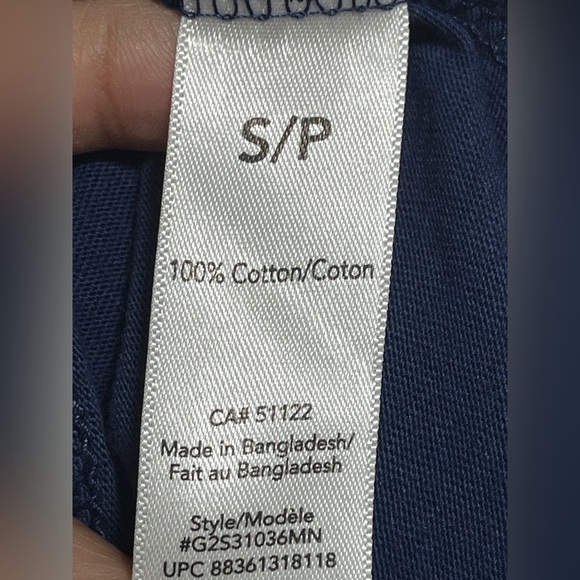 S/P
100% Cotton/Coton
CA# 51122
Made in Bangladesh/
Fait au Bangladesh
Style/Modèle
#G2S31036MN
UPC 88361318118